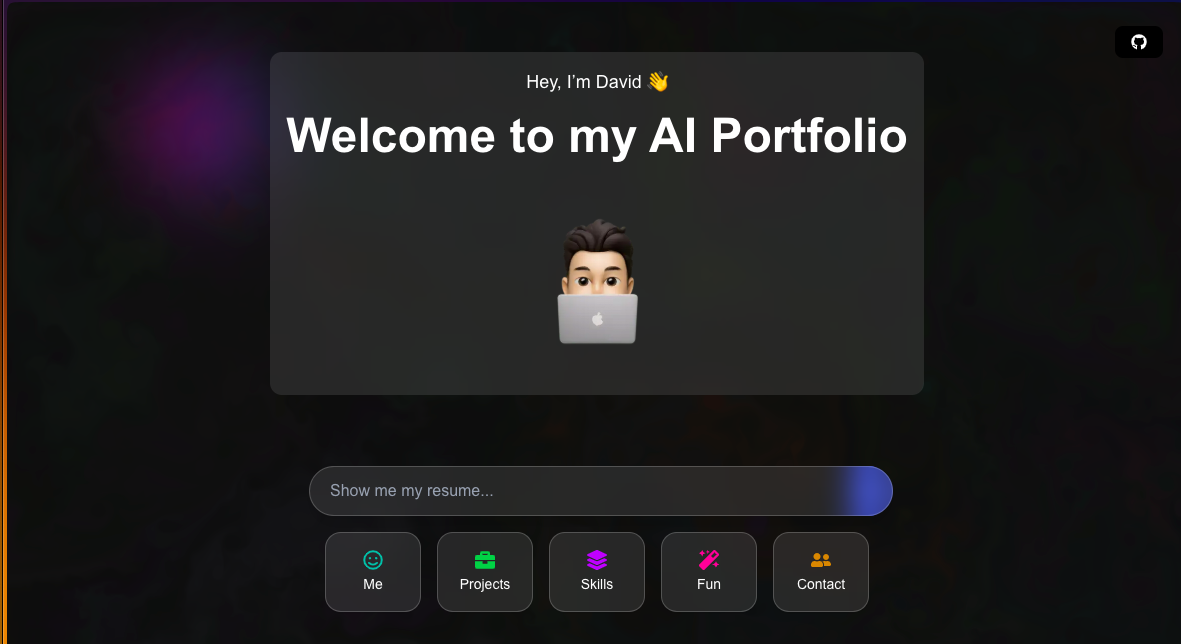 Hey, I’m David 👋
Welcome to my AI Portfolio
Show me my resume...
Me
Projects
Skills
Fun
Contact